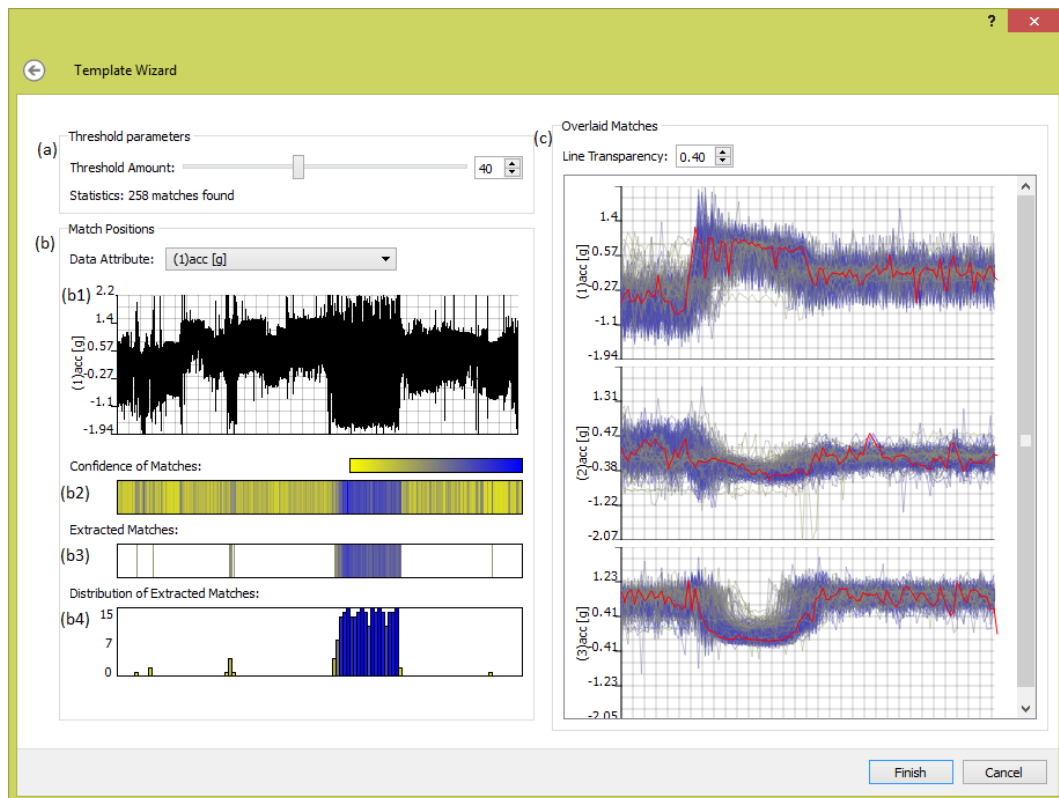 ?
×
Template Wizard
(a)
Threshold parameters
Threshold Amount:
40
Statistics: 258 matches found
(b)
Match Positions
Data Attribute:
(1)acc [g]
(b1)
2.2
1.4
0.57
-0.27
-1.1
-1.94
(1)acc [g]
Confidence of Matches:
(b2)
Extracted Matches:
(b3)
Distribution of Extracted Matches:
(b4)
15
7
0
(c)
Overlaid Matches
Line Transparency:
0.40
1.4
0.57
-0.27
-1.1
-1.94
(1)acc [g]
1.31
0.47
-0.38
-1.22
-2.07
(2)acc [g]
1.23
0.41
-0.41
-1.23
-2.05
(3)acc [g]
Finish
Cancel